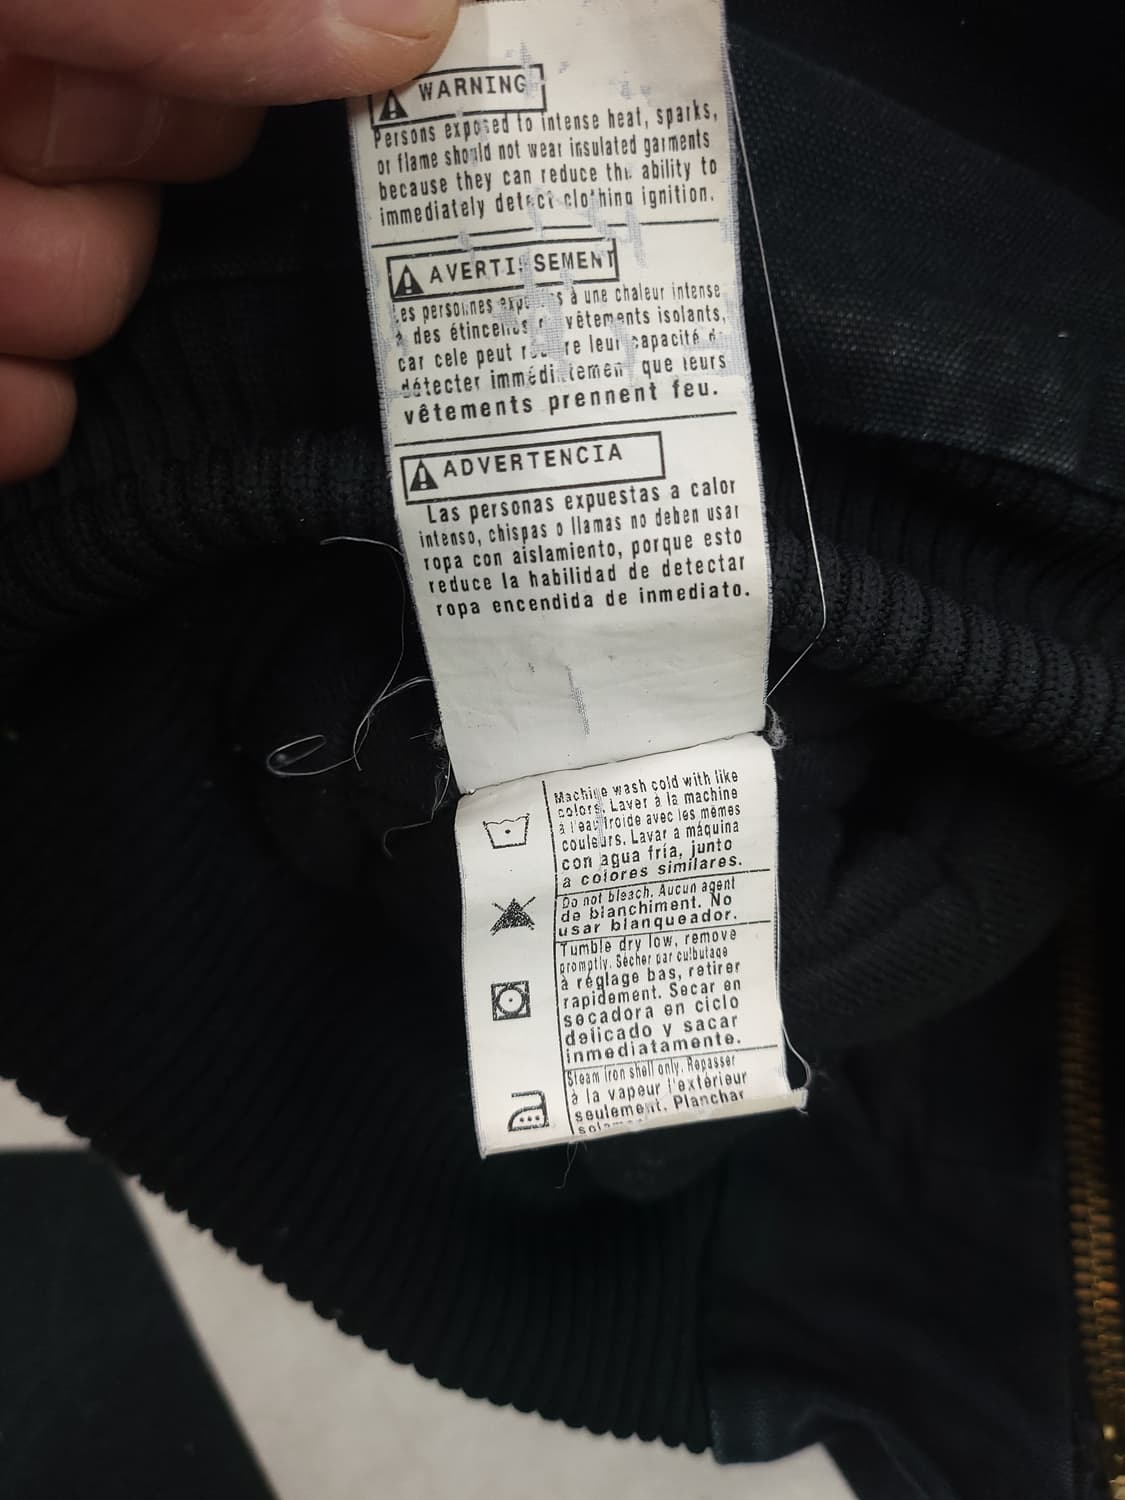 WARNING
Persons exposed to intense heat, sparks,
or flame should not wear insulated garments
because they can reduce the ability to
immediately detect clothing ignition.
AVERTISSEMENT
Les personnes à une chaleur intense
à des étincelles vêtements isolants,
car cele peut leur capacité de
détecter que leurs
vêtements prennent feu.
ADVERTENCIA
Las personas expuestas a calor
intenso, chispas o llamas no deben usar
ropa con aislamiento, porque esto
reduce la habilidad de detectar
ropa encendida de inmediato.
Machine wash cold with like
colors. Laver à la machine
à l'eau froide avec les mêmes
couleurs. Lavar a máquina
con agua fría, junto
a colores similares.
Do not bleach. Aucun agent
de blanchiment. No
usar blanqueador.
Tumble dry low, remove
promptly. Sécher par culbutage
à réglage bas, retirer
rapidement. Secar en
secadora en ciclo
delicado y sacar
inmediatamente.
Steam iron shell only. Repasser
à la vapeur l'extérieur
seulement. Planchar